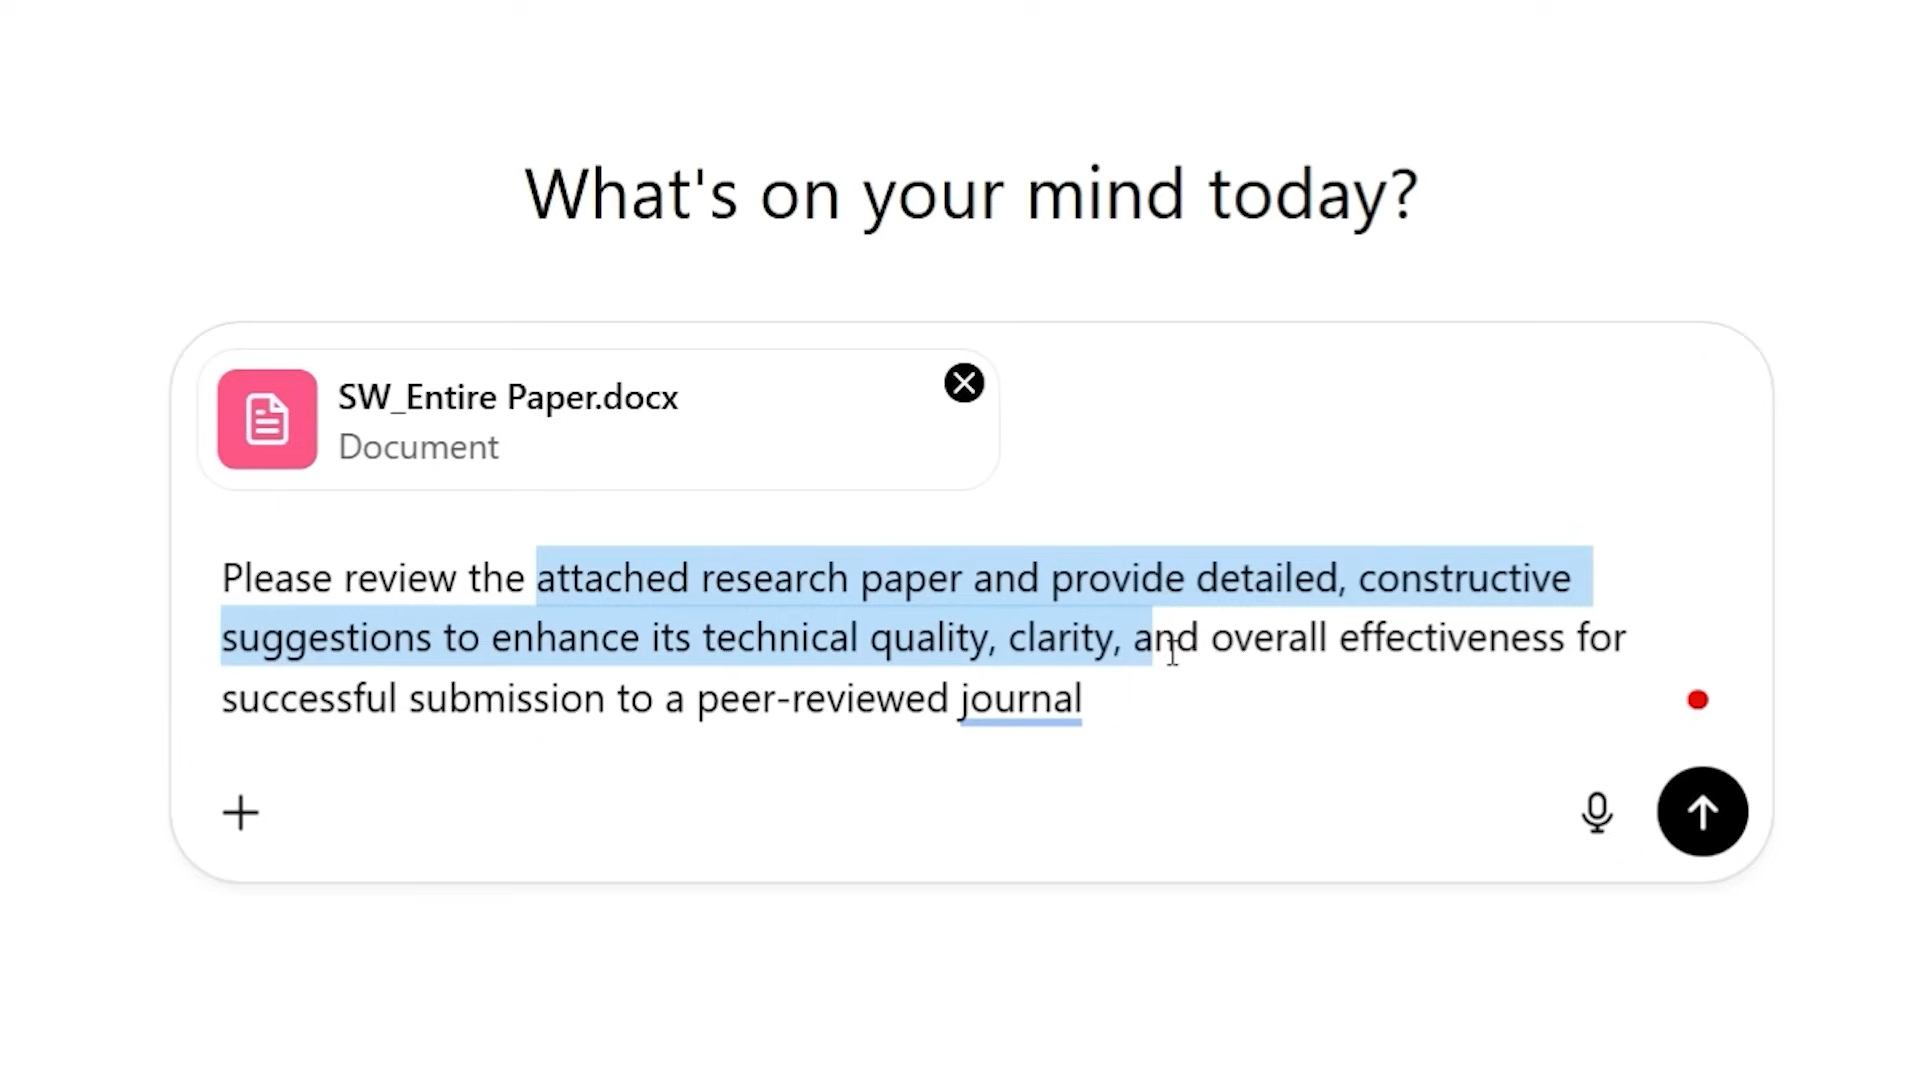 What's on your mind today?
SW_Entire Paper.docx
Document
Please review the attached research paper and provide detailed, constructive
suggestions to enhance its technical quality, clarity, and overall effectiveness for
successful submission to a peer-reviewed journal